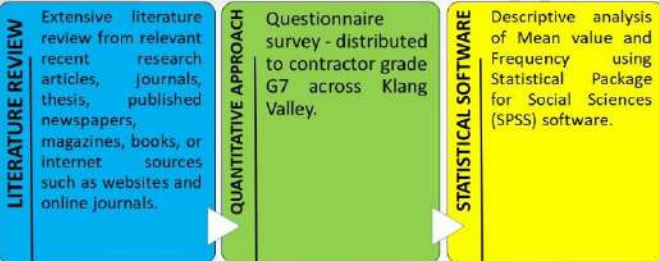 LITERATURE REVIEW
Extensive literature
review from relevant
recent research
articles, journals,
thesis, published
newspapers,
magazines, books, or
internet sources
such as websites and
online journals.
QUANTITATIVE APPROACH
Questionnaire
survey - distributed
to contractor grade
G7 across Klang
Valley.
STATISTICAL SOFTWARE
Descriptive analysis
of Mean value and
Frequency using
Statistical Package
for Social Sciences
(SPSS) software.